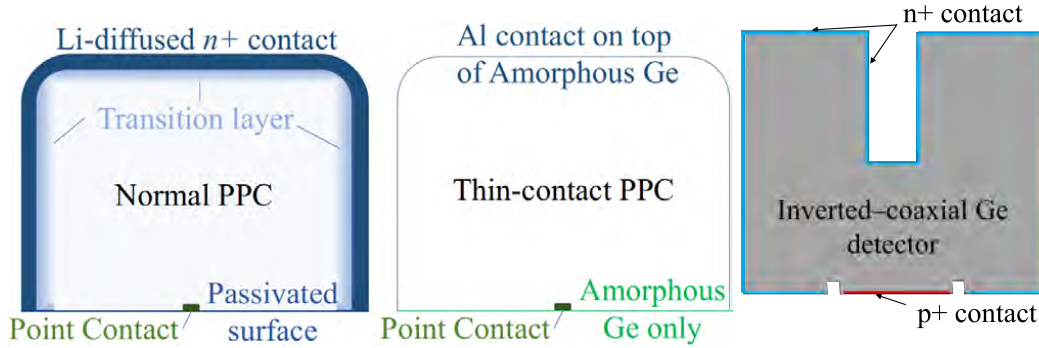 Li-diffused n+ contact
Transition layer
Normal PPC
Passivated
surface
Point Contact
Al contact on top
of Amorphous Ge
Thin-contact PPC
Amorphous
Ge only
Point Contact
n+ contact
Inverted–coaxial Ge
detector
p+ contact